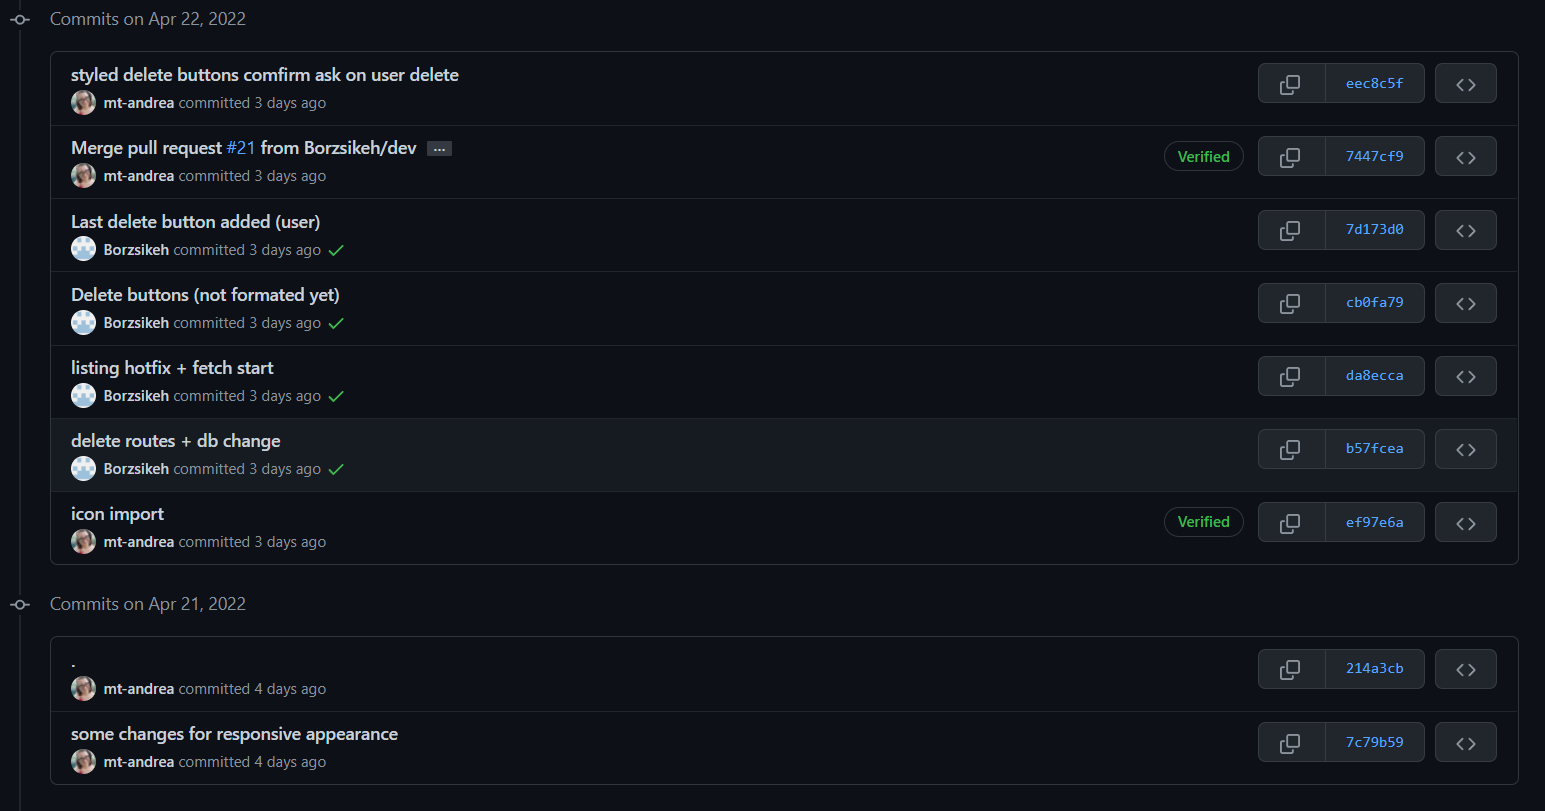 Commits on Apr 22, 2022
styled delete buttons comfirm ask on user delete
mt-andrea committed 3 days ago
eec8c5f
Merge pull request #21 from Borzsikeh/dev ...
mt-andrea committed 3 days ago
Verified
7447cf9
Last delete button added (user)
Borzsikeh committed 3 days ago
7d173d0
Delete buttons (not formated yet)
Borzsikeh committed 3 days ago
cb0fa79
listing hotfix + fetch start
Borzsikeh committed 3 days ago
da8ecca
delete routes + db change
Borzsikeh committed 3 days ago
b57fcea
icon import
mt-andrea committed 3 days ago
Verified
ef97e6a
Commits on Apr 21, 2022
.
mt-andrea committed 4 days ago
214a3cb
some changes for responsive appearance
mt-andrea committed 4 days ago
7c79b59